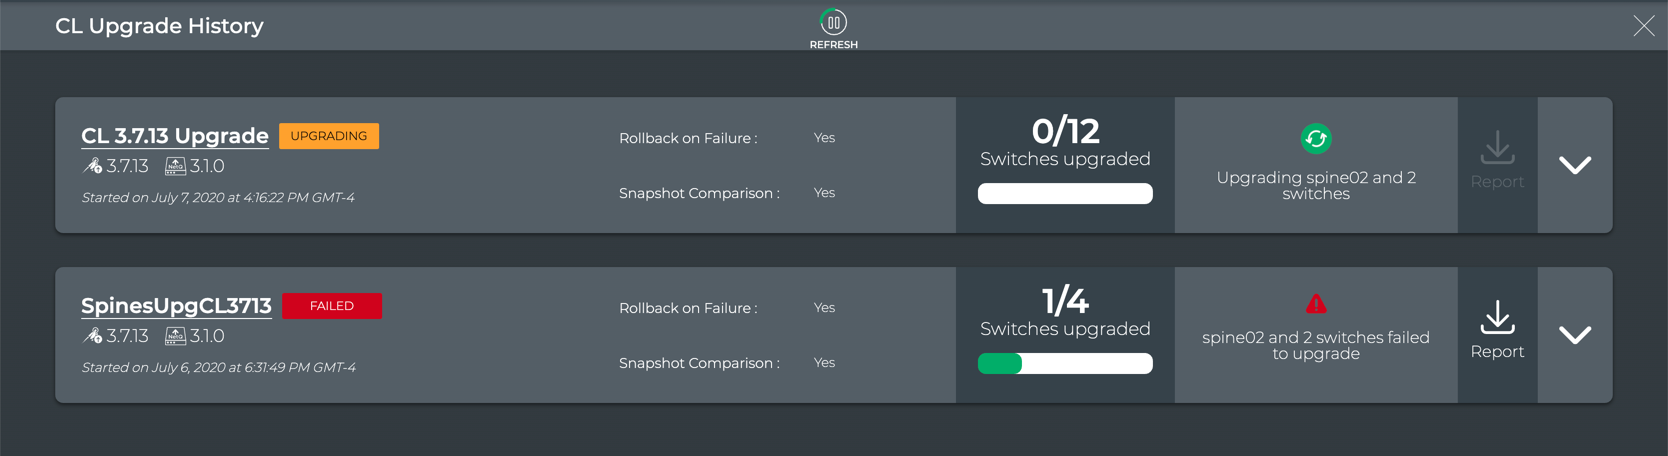 CL Upgrade History
REFRESH
CL 3.7.13 Upgrade UPGRADING
3.7.13 NetQ 3.1.0
Started on July 7, 2020 at 4:16:22 PM GMT-4
Rollback on Failure : Yes
Snapshot Comparison : Yes
0/12
Switches upgraded
Upgrading spine02 and 2
switches
Report
SpinesUpgCL3713 FAILED
3.7.13 NetQ 3.1.0
Started on July 6, 2020 at 6:31:49 PM GMT-4
Rollback on Failure : Yes
Snapshot Comparison : Yes
1/4
Switches upgraded
spine02 and 2 switches failed
to upgrade
Report